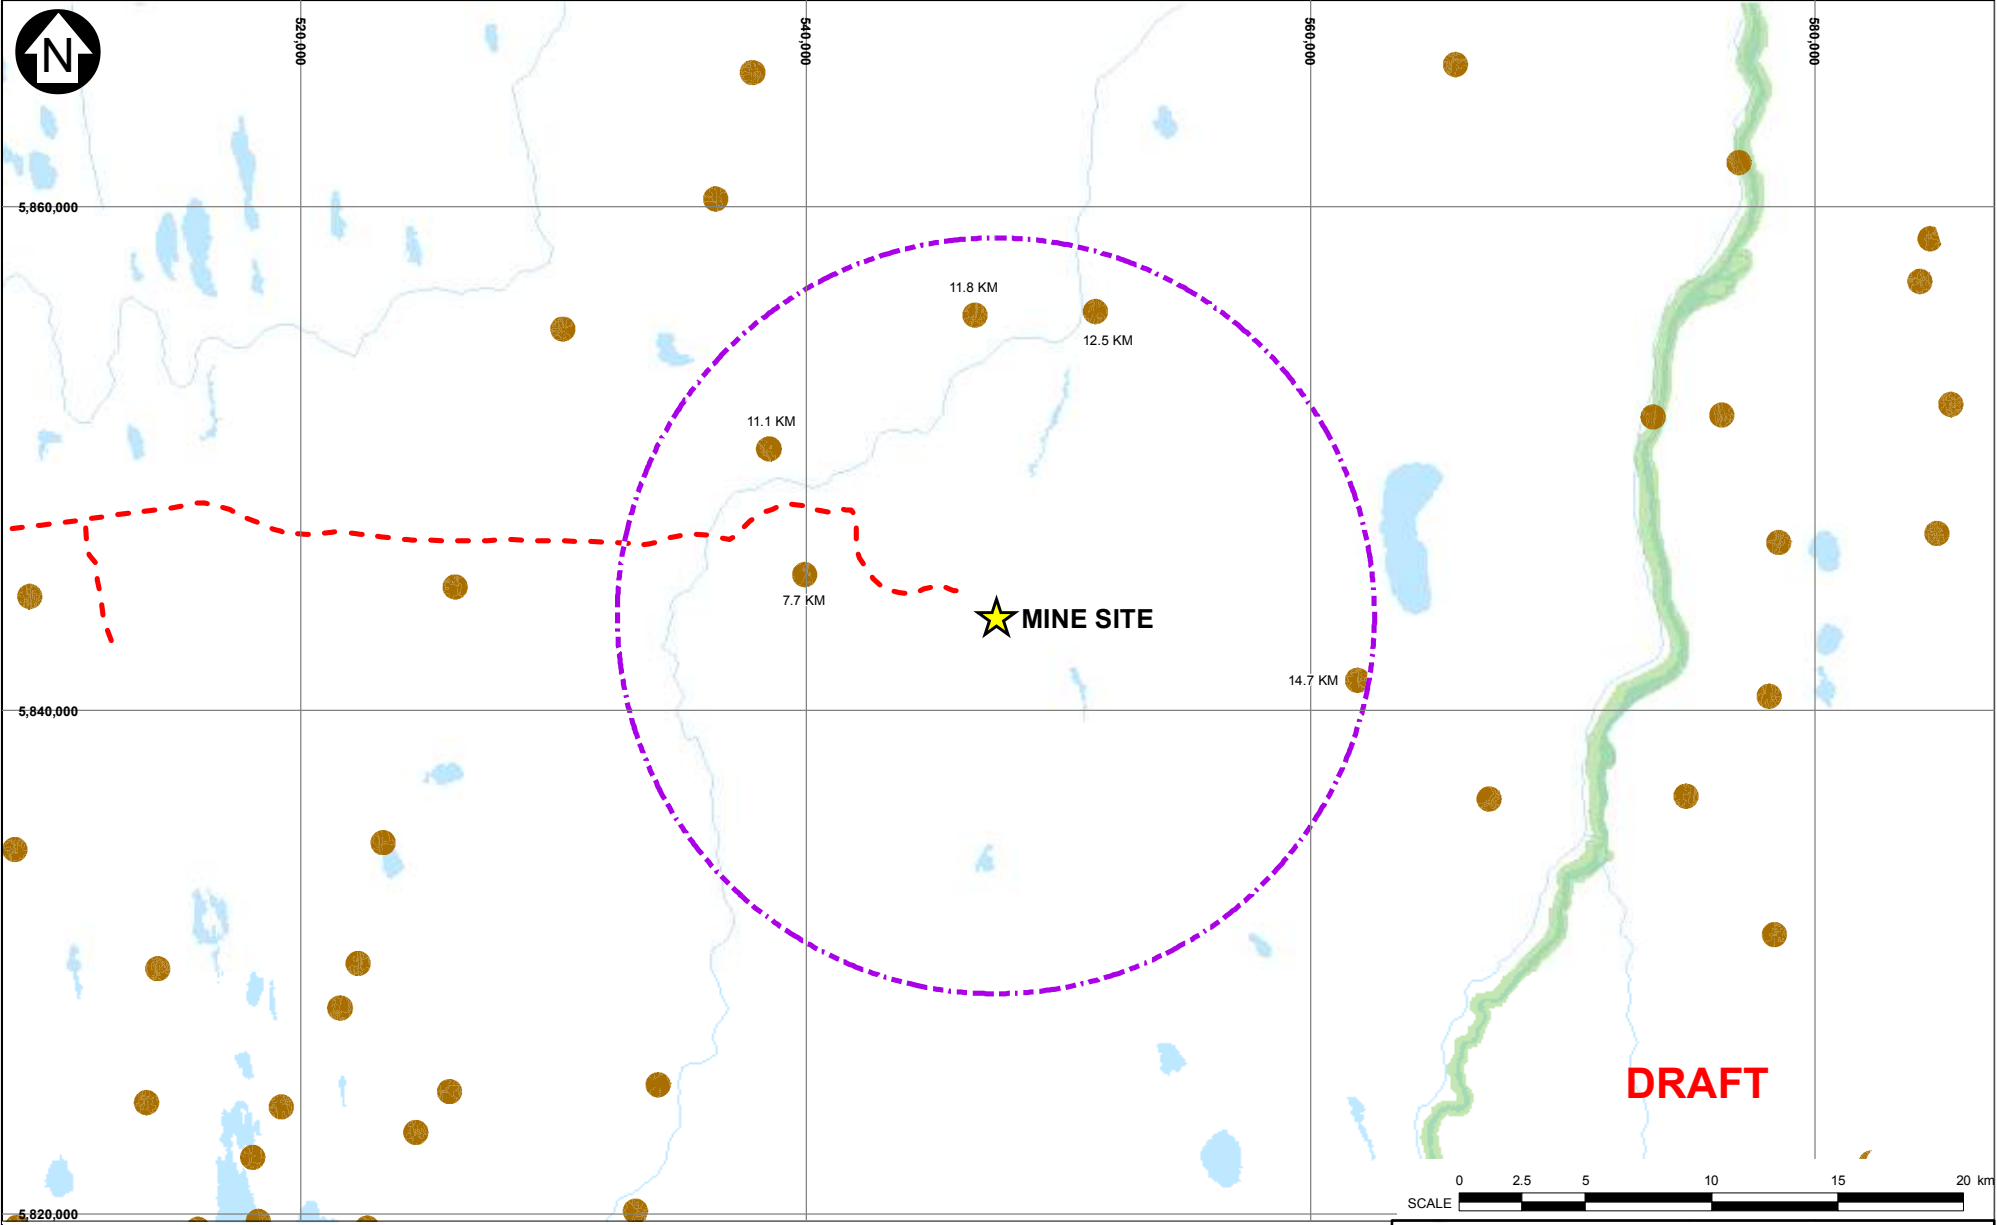 N
520,000
540,000
560,000
580,000
5,860,000
11.8 KM
12.5 KM
11.1 KM
7.7 KM
MINE SITE
14.7 KM
5,840,000
DRAFT
0 2.5 5 10 15 20 km
SCALE
5,820,000